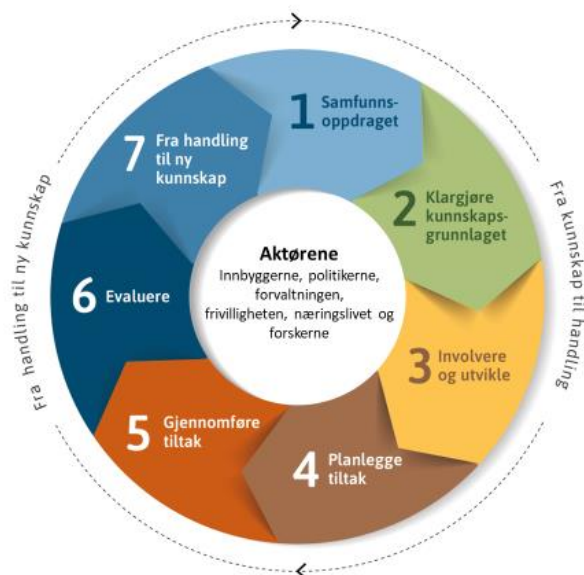 1 Samfunns-
oppdraget
2 Klargjøre
kunnskaps-
grunnlaget
3 Involvere
og utvikle
4 Planlegge
tiltak
5 Gjennomføre
tiltak
6 Evaluere
7 Fra handling
til ny
kunnskap
Aktørene
Innbyggerne, politikerne,
forvaltningen,
frivilligheten, næringslivet og
forskerne
Fra kunnskap til handling
Fra handling til ny kunnskap